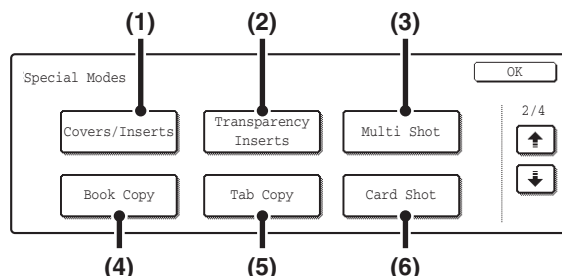 (1) (2) (3)
Special Modes OK
Covers/Inserts Transparency Inserts Multi Shot 2/4
Book Copy Tab Copy Card Shot
(4) (5) (6)